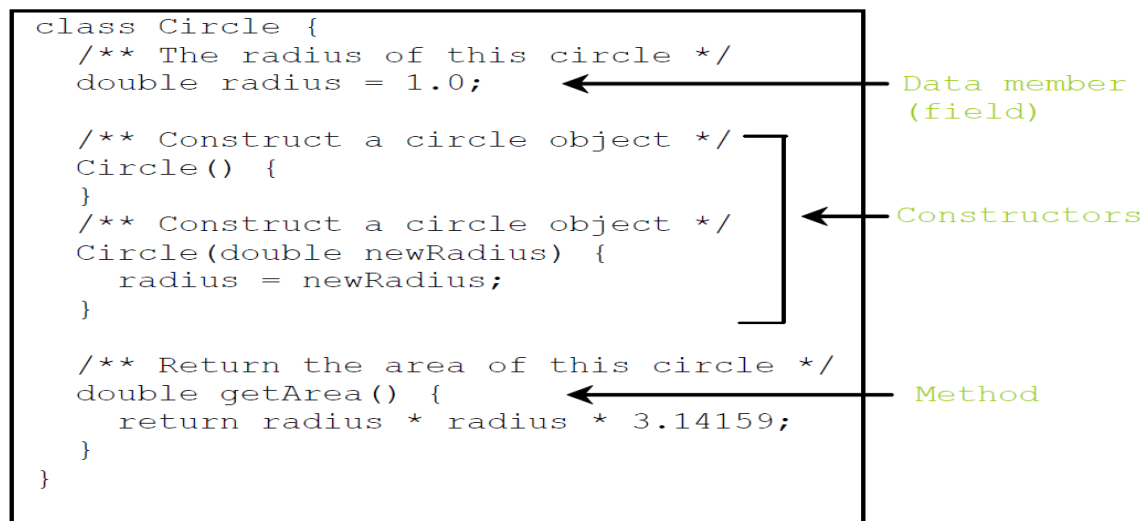 class Circle {
/** The radius of this circle */
double radius = 1.0;
Data member
(field)
/** Construct a circle object */
Circle() {
}
/** Construct a circle object */
Circle(double newRadius) {
radius = newRadius;
}
Constructors
/** Return the area of this circle */
double getArea() {
return radius * radius * 3.14159;
}
}
Method